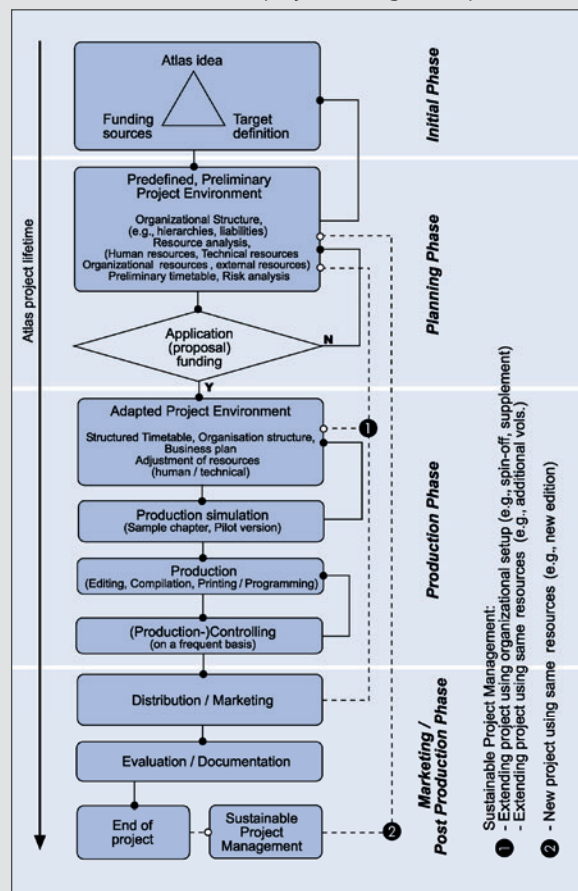 Atlas idea
Funding
sources
Target
definition
Initial Phase
Atlas project lifetime
Predefined, Preliminary
Project Environment
Organizational Structure,
(e.g., hierarchies, liabilities)
Resource analysis,
(Human resources, Technical resources
Organizational resources , external resources)
Preliminary timetable, Risk analysis
Planning Phase
Application
(proposal)
funding
N
Y
Adapted Project Environment
Structured Timetable, Organisation structure,
Business plan
Adjustment of resources
(human / technical)
1
Production simulation
(Sample chapter, Pilot version)
Production
(Editing, Compilation, Printing / Programming)
(Production-)Controlling
(on a frequent basis)
Production Phase
Distribution / Marketing
Evaluation / Documentation
End of
project
Sustainable
Project
Management
2
Marketing /
Post Production Phase
Sustainable Project Management:
1 - Extending project using organizational setup (e.g., spin-off, supplement)
- Extending project using same resources (e.g., additional vols.)
2 - New project using same resources (e.g., new edition)